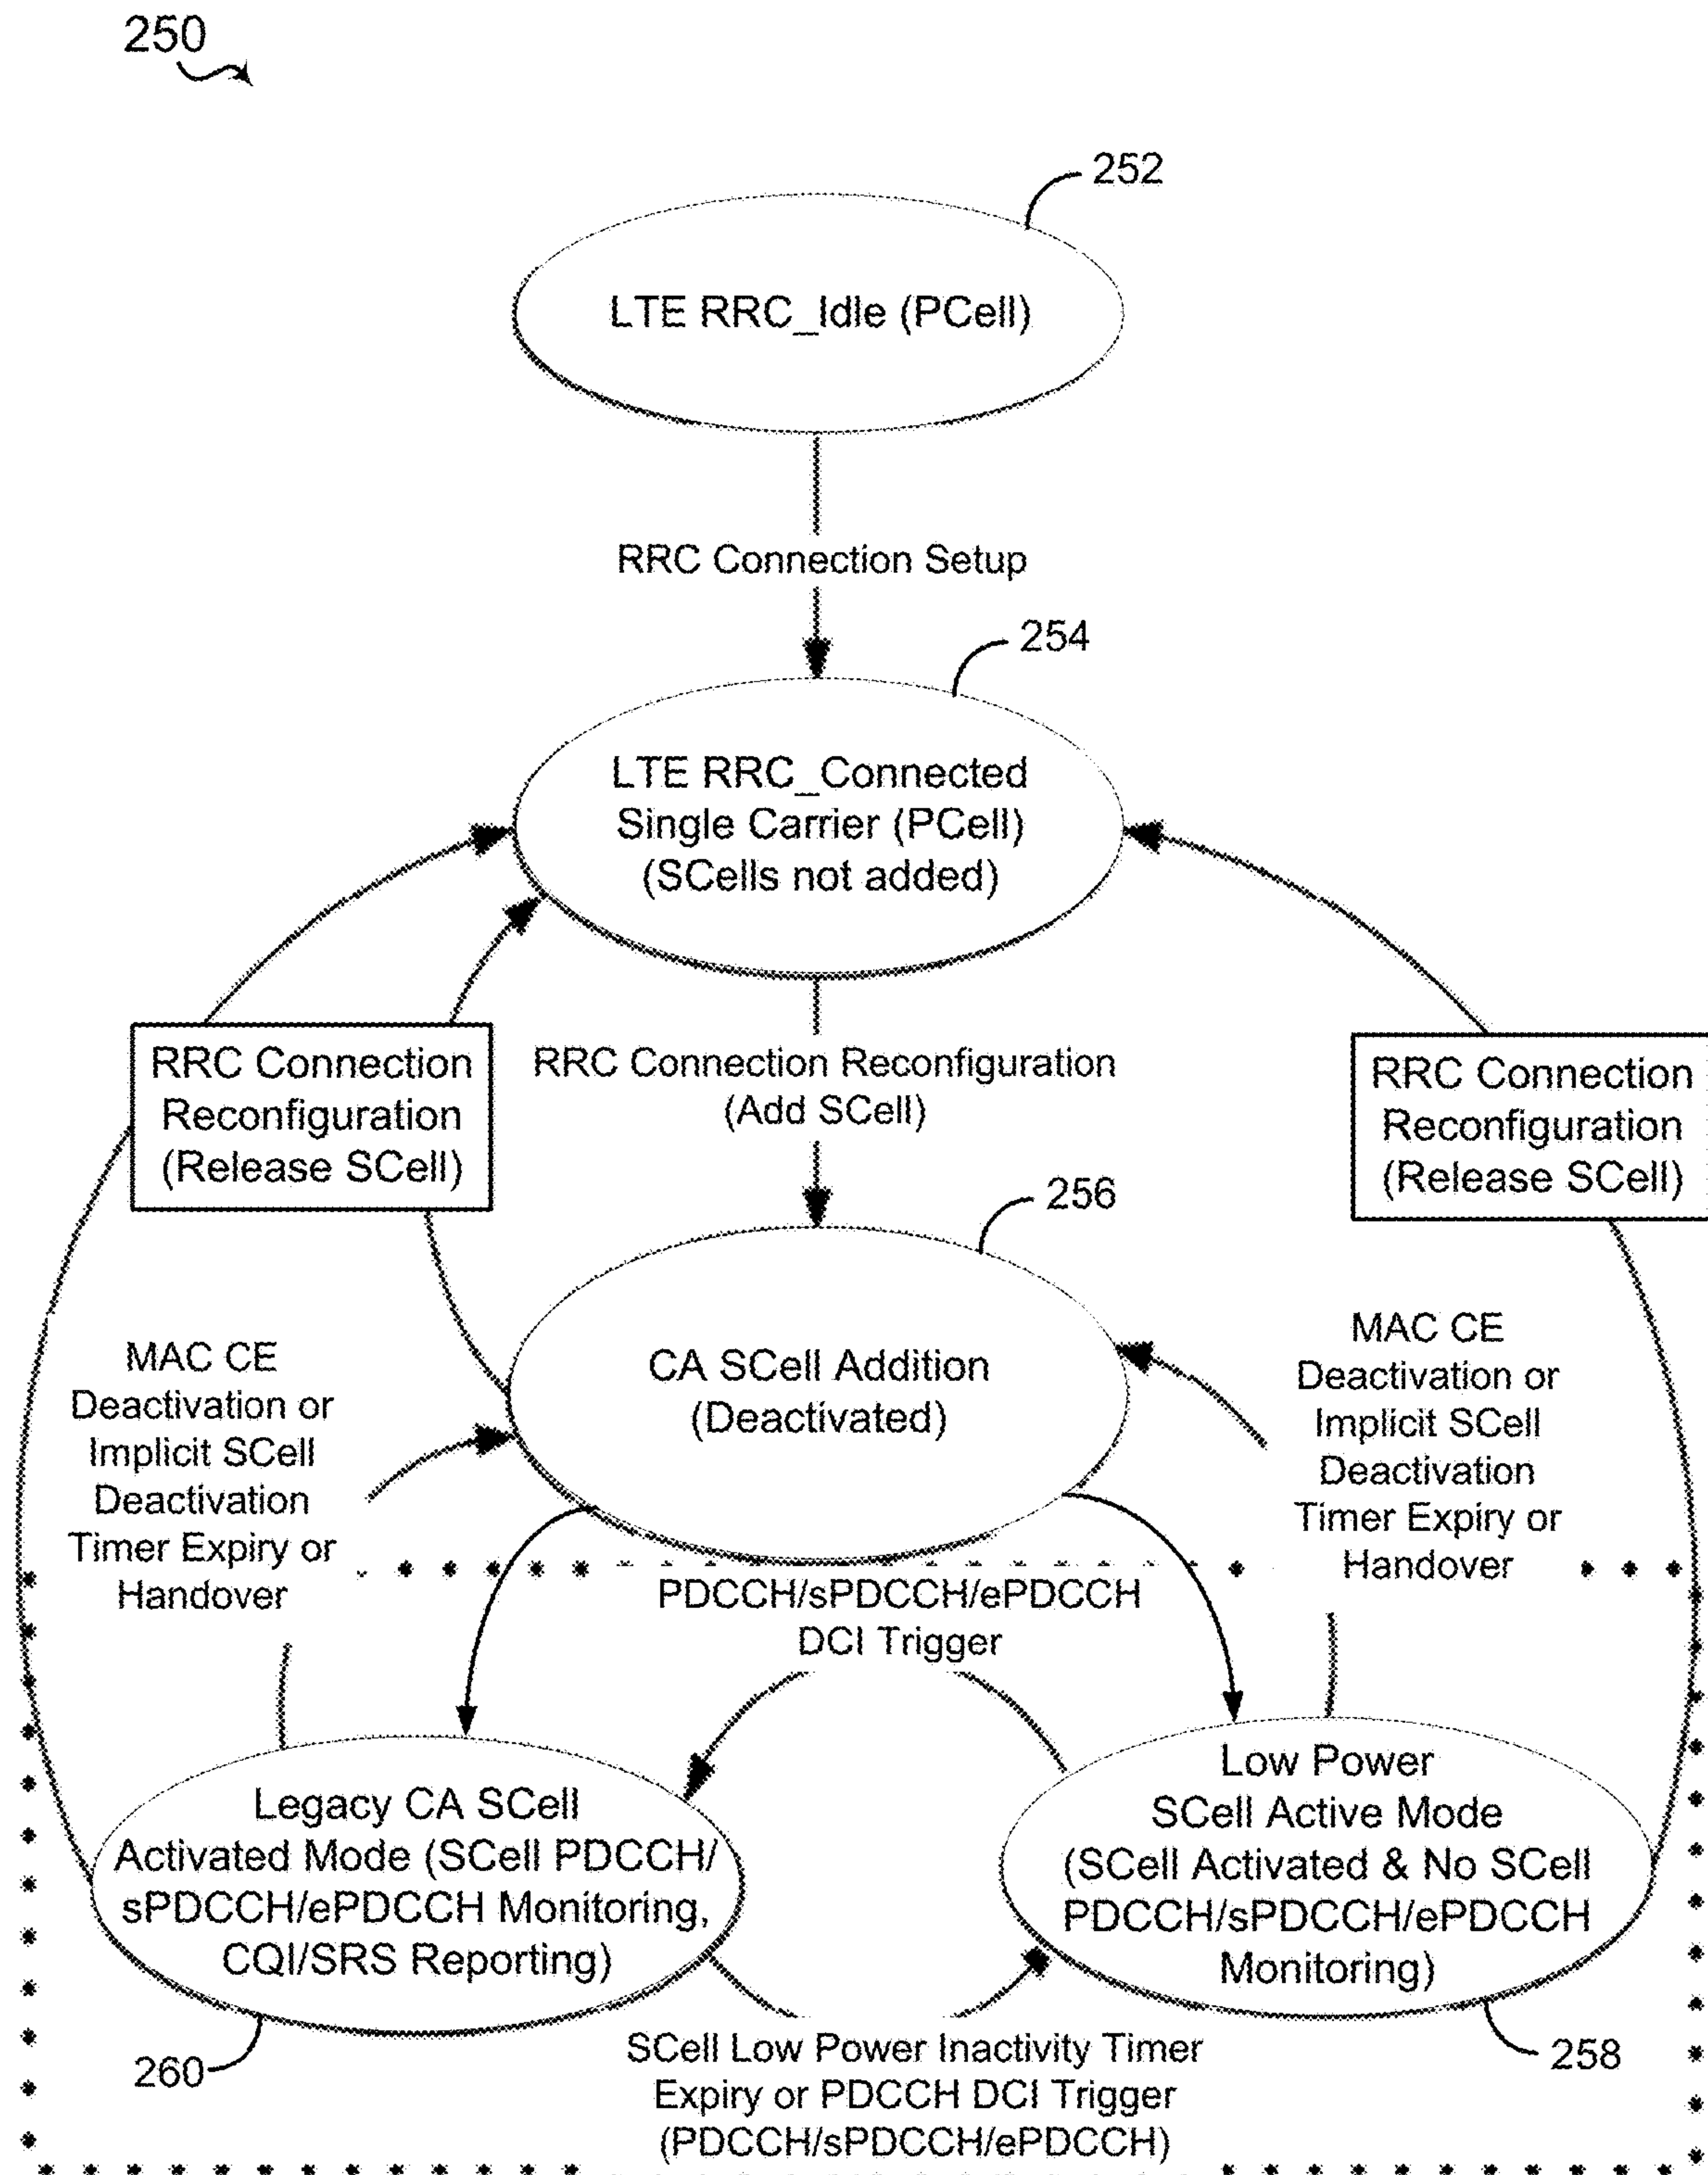 250
252
LTE RRC_Idle (PCell)
RRC Connection Setup
254
LTE RRC_Connected
Single Carrier (PCell)
(SCells not added)
RRC Connection
Reconfiguration
(Release SCell)
RRC Connection Reconfiguration
(Add SCell)
RRC Connection
Reconfiguration
(Release SCell)
256
CA SCell Addition
(Deactivated)
MAC CE
Deactivation or
Implicit SCell
Deactivation
Timer Expiry or
Handover
MAC CE
Deactivation or
Implicit SCell
Deactivation
Timer Expiry or
Handover
PDCCH/sPDCCH/ePDCCH
DCI Trigger
Legacy CA SCell
Activated Mode (SCell PDCCH/
sPDCCH/ePDCCH Monitoring,
CQI/SRS Reporting)
260
Low Power
SCell Active Mode
(SCell Activated & No SCell
PDCCH/sPDCCH/ePDCCH
Monitoring)
258
SCell Low Power Inactivity Timer
Expiry or PDCCH DCI Trigger
(PDCCH/sPDCCH/ePDCCH)